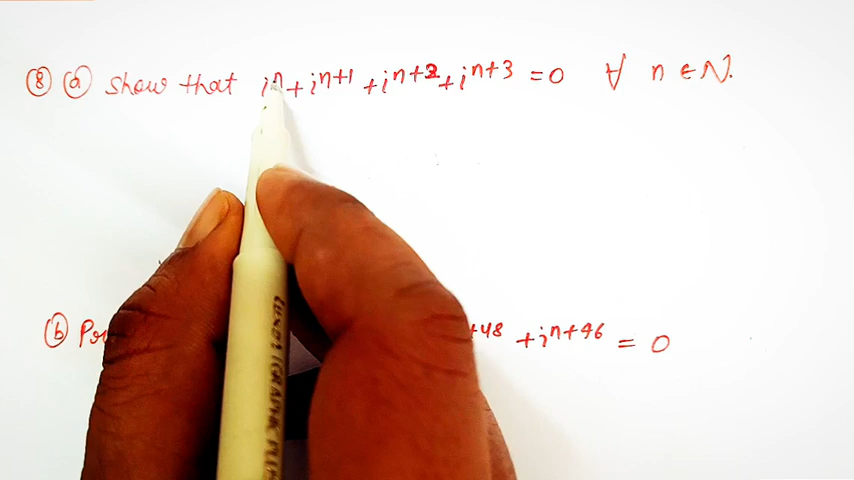 ⑧ ⓐ Show that iⁿ + iⁿ⁺¹ + iⁿ⁺² + iⁿ⁺³ = 0 ∀ n ∈ N.
ⓑ +48 + iⁿ⁺⁴⁶ = 0